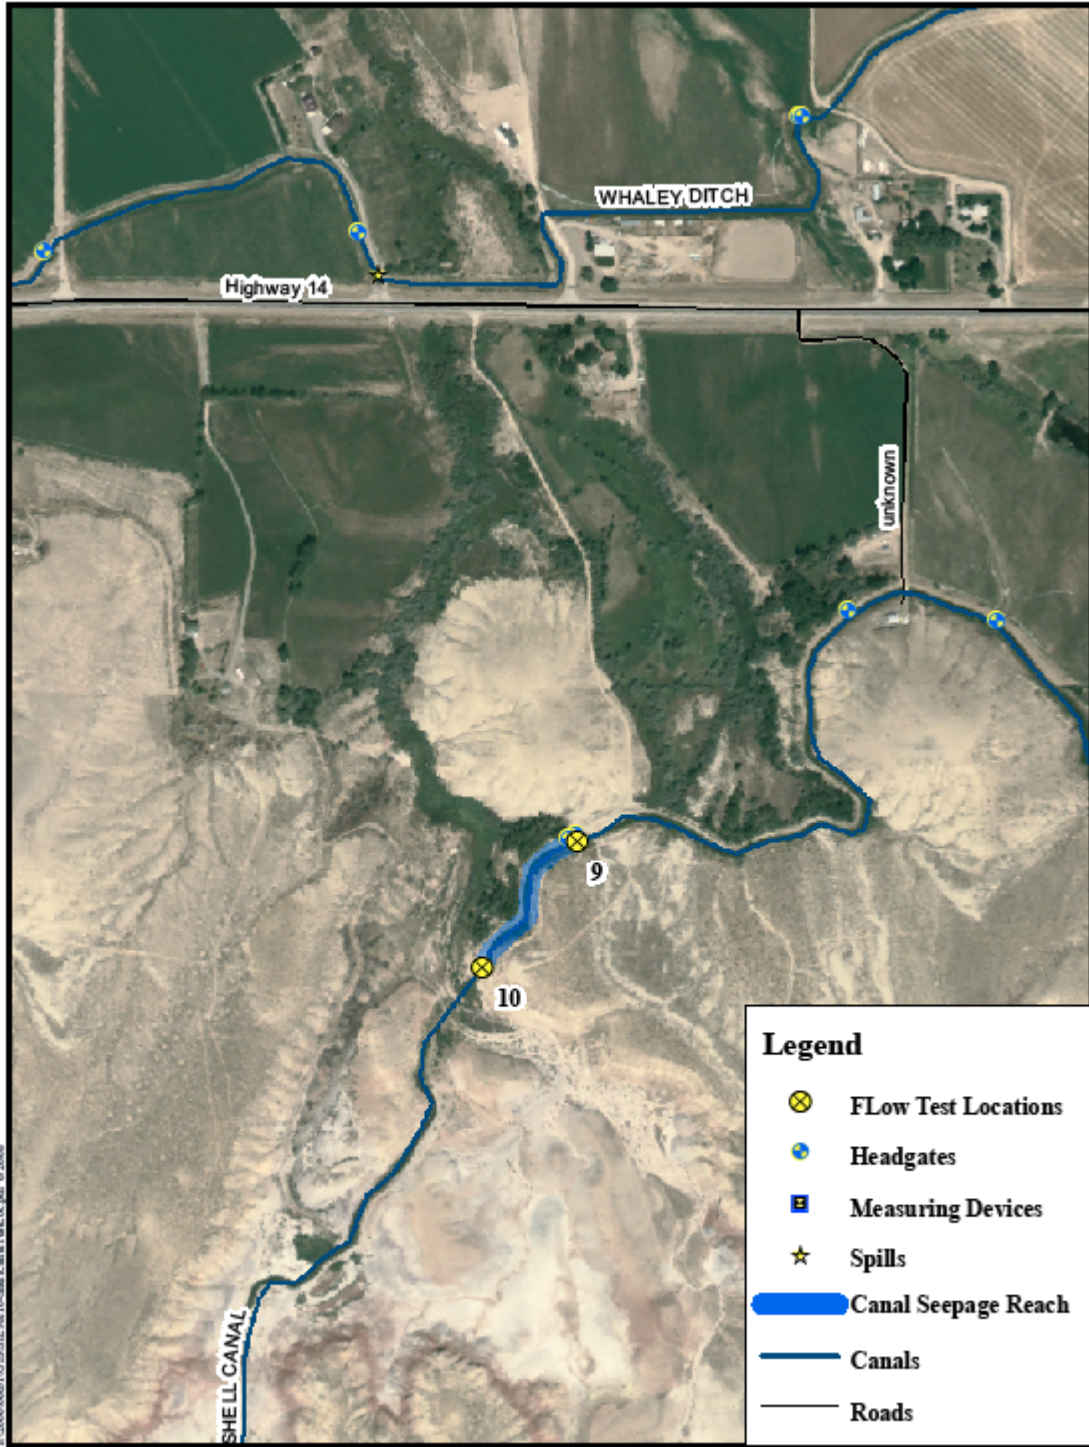 WHALEY DITCH
Highway 14
unknown
9
10
SHELL CANAL
Legend
FLow Test Locations
Headgates
Measuring Devices
Spills
Canal Seepage Reach
Canals
Roads